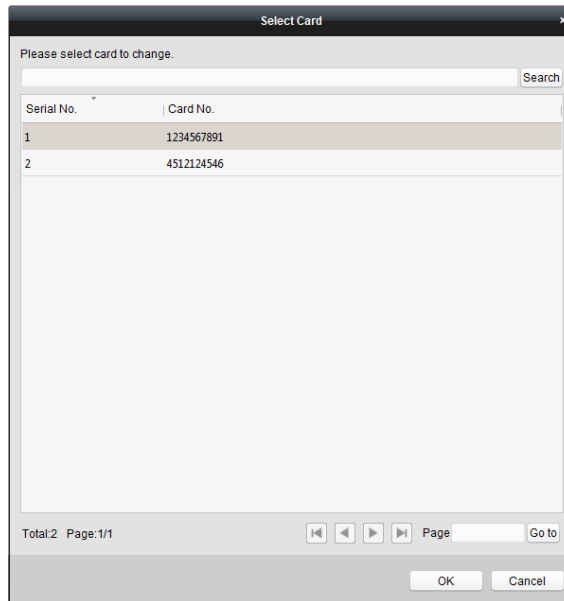 Select Card
Please select card to change.
Search
Serial No. Card No.
1 1234567891
2 4512124546
Total:2 Page:1/1 Page Go to
OK Cancel